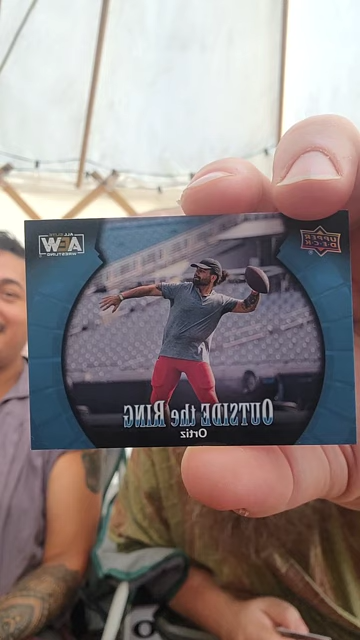 ALL ELITE
AEW
WRESTLING
UPPER
DECK
OUTSIDE the RING
Ortiz